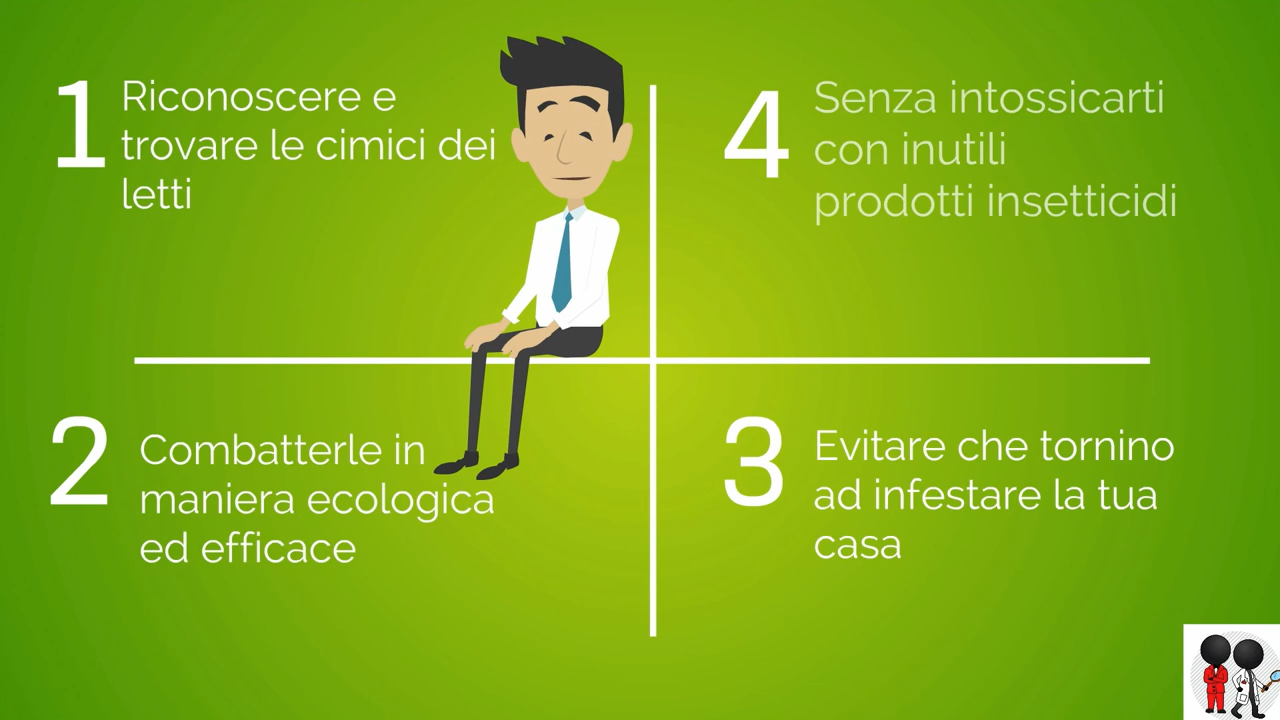 1
Riconoscere e
trovare le cimici dei
letti
2
Combatterle in
maniera ecologica
ed efficace
3
Evitare che tornino
ad infestare la tua
casa
4
Senza intossicarti
con inutili
prodotti insetticidi